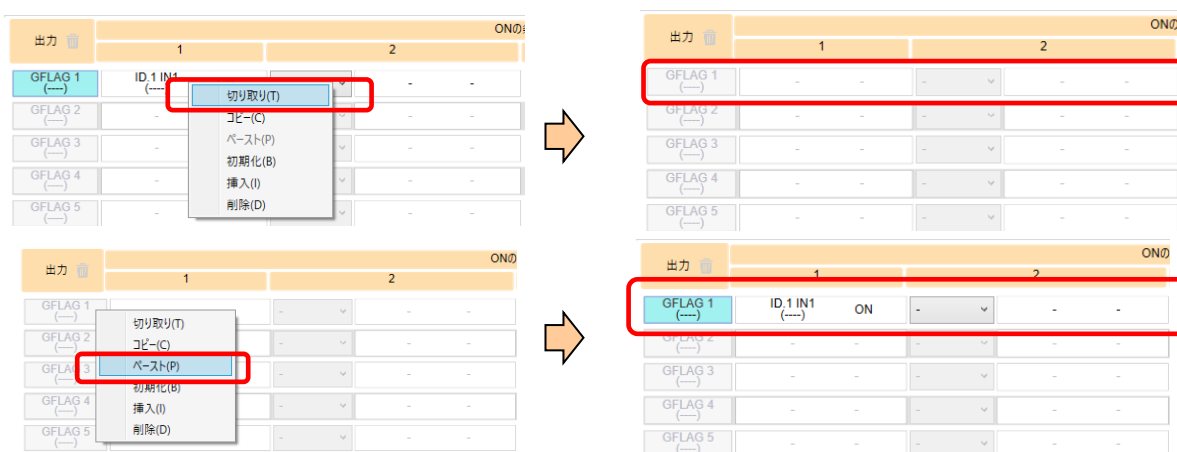 出力
ONの
1
2
GFLAG 1
(----)
ID.1 IN1
(----
-
-
GFLAG 2
(----)
-
-
-
GFLAG 3
(----)
-
-
-
GFLAG 4
(----)
-
-
-
GFLAG 5
(----)
-
-
-
切り取り(T)
コピー(C)
ペースト(P)
初期化(B)
挿入(I)
削除(D)
出力
ONの
1
2
GFLAG 1
(----)
-
-
-
-
-
GFLAG 2
(----)
-
-
-
-
-
GFLAG 3
(----)
-
-
-
-
-
GFLAG 4
(----)
-
-
-
-
-
GFLAG 5
(----)
-
-
-
-
-
出力
ONの
1
2
GFLAG 1
(----)
-
-
-
GFLAG 2
-
-
-
GFLAG 3
-
-
-
GFLAG 4
-
-
-
GFLAG 5
-
-
-
切り取り(T)
コピー(C)
ペースト(P)
初期化(B)
挿入(I)
削除(D)
出力
ONの
1
2
GFLAG 1
(----)
ID.1 IN1
(----)
ON
-
-
-
GFLAG 2
(----)
-
-
-
-
-
GFLAG 3
(----)
-
-
-
-
-
GFLAG 4
(----)
-
-
-
-
-
GFLAG 5
(----)
-
-
-
-
-